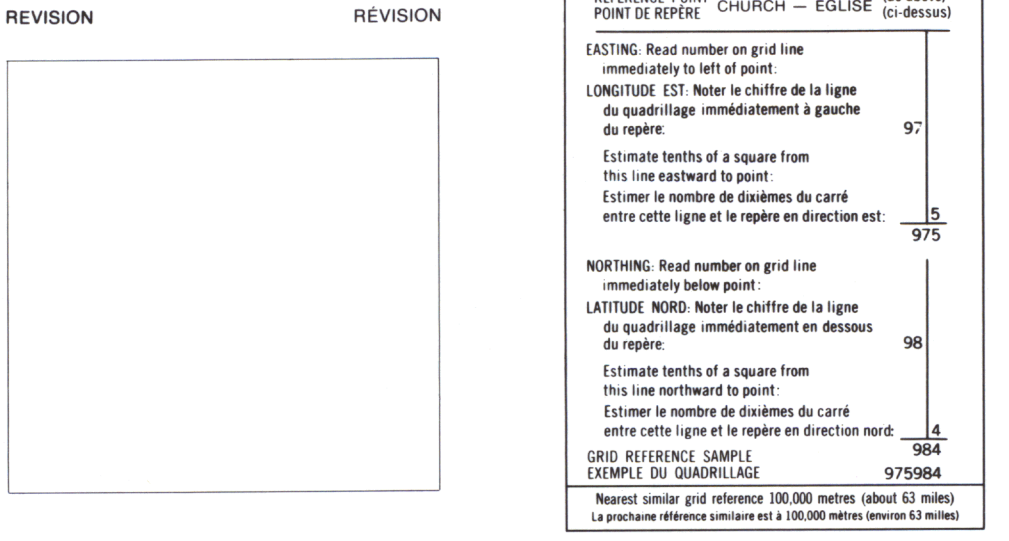 REVISION RÉVISION
REFERENCE POINT
POINT DE REPÈRE CHURCH — ÉGLISE (ci-dessus)
EASTING: Read number on grid line
immediately to left of point:
LONGITUDE EST: Noter le chiffre de la ligne
du quadrillage immédiatement à gauche
du repère: 97
Estimate tenths of a square from
this line eastward to point:
Estimer le nombre de dixièmes du carré
entre cette ligne et le repère en direction est: 5
975
NORTHING: Read number on grid line
immediately below point:
LATITUDE NORD: Noter le chiffre de la ligne
du quadrillage immédiatement en dessous
du repère: 98
Estimate tenths of a square from
this line northward to point:
Estimer le nombre de dixièmes du carré
entre cette ligne et le repère en direction nord: 4
GRID REFERENCE SAMPLE 984
EXEMPLE DU QUADRILLAGE 975984
Nearest similar grid reference 100,000 metres (about 63 miles)
La prochaine référence similaire est à 100,000 mètres (environ 63 milles)